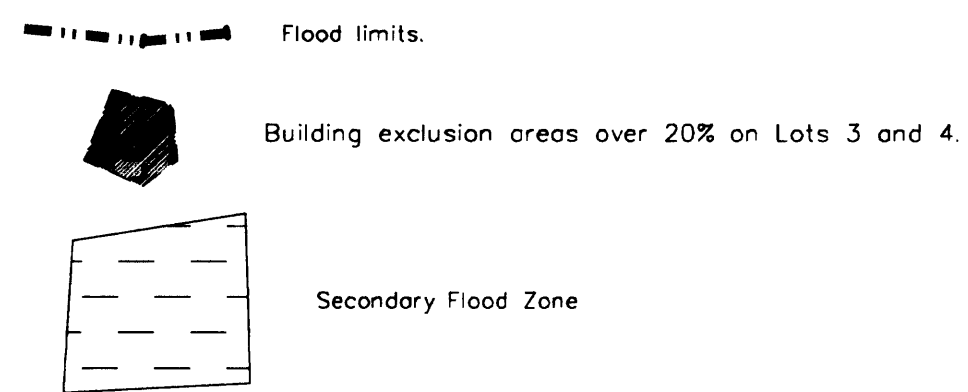 Flood limits.
Building exclusion areas over 20% on Lots 3 and 4.
Secondary Flood Zone